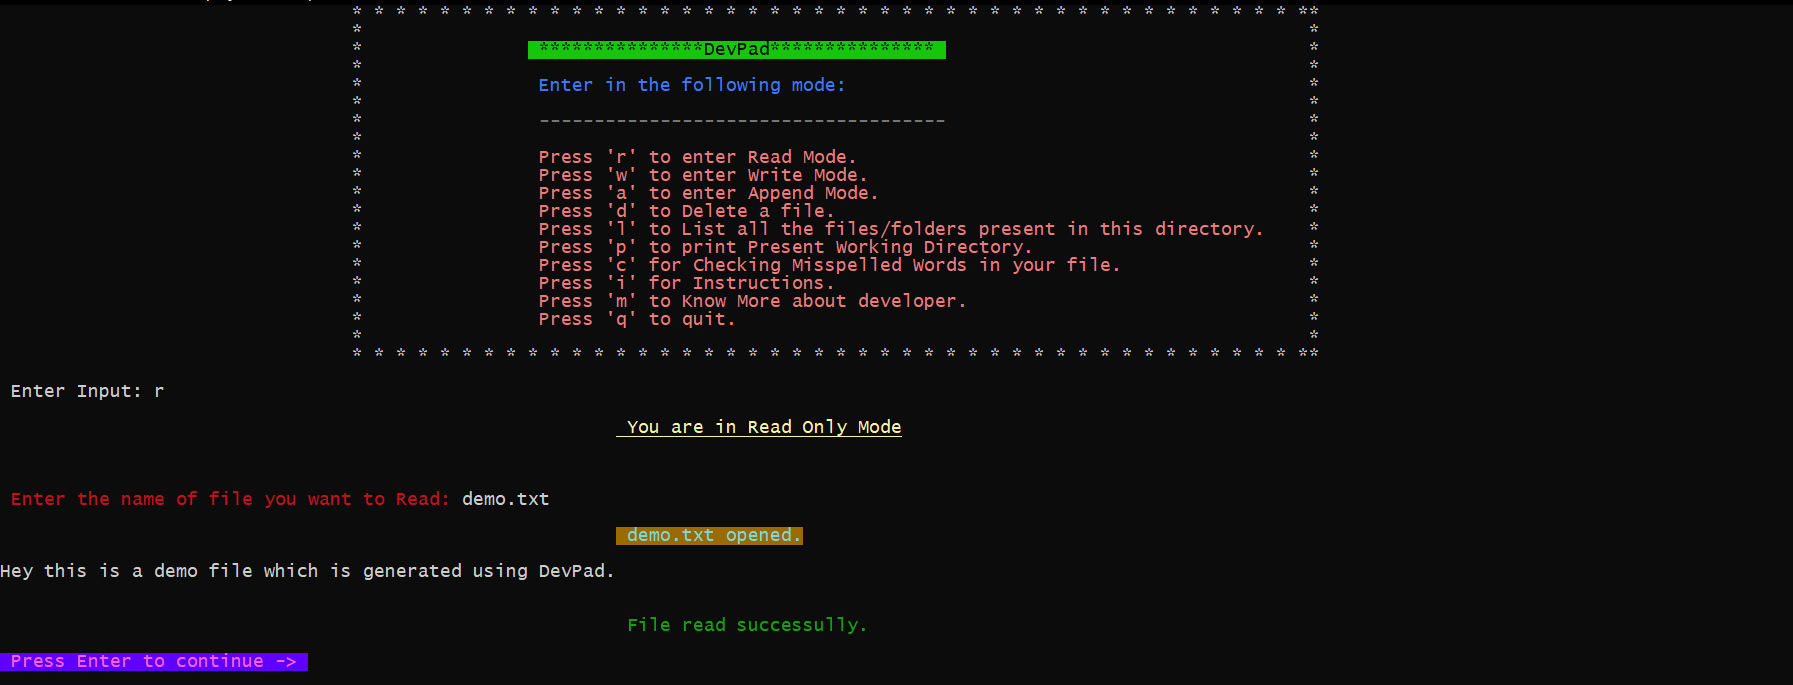 * * * * * * * * * * * * * * * * * * * * * * * * * * * * * * * * * * * * * * * * * * * **
* *
* ***************DevPad*************** *
* *
* Enter in the following mode: *
* *
* ------------------------------------- *
* *
* Press 'r' to enter Read Mode. *
* Press 'w' to enter Write Mode. *
* Press 'a' to enter Append Mode. *
* Press 'd' to Delete a file. *
* Press 'l' to List all the files/folders present in this directory. *
* Press 'p' to print Present Working Directory. *
* Press 'c' for Checking Misspelled Words in your file. *
* Press 'i' for Instructions. *
* Press 'm' to Know More about developer. *
* Press 'q' to quit. *
* *
* * * * * * * * * * * * * * * * * * * * * * * * * * * * * * * * * * * * * * * * * * * **
Enter Input: r
You are in Read Only Mode
Enter the name of file you want to Read: demo.txt
demo.txt opened.
Hey this is a demo file which is generated using DevPad.
File read successully.
Press Enter to continue ->